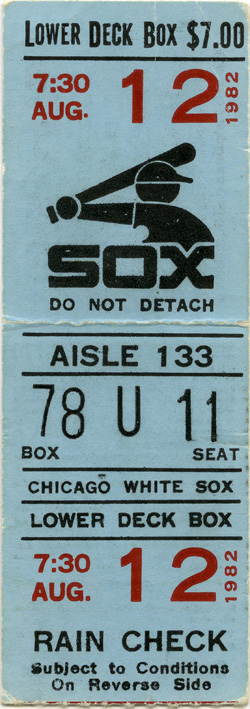 LOWER DECK BOX $7.00
7:30
AUG. 12 1982
SOX
DO NOT DETACH
AISLE 133
78 U 11
BOX SEAT
CHICAGO WHITE SOX
LOWER DECK BOX
7:30
AUG. 12 1982
RAIN CHECK
Subject to Conditions
On Reverse Side